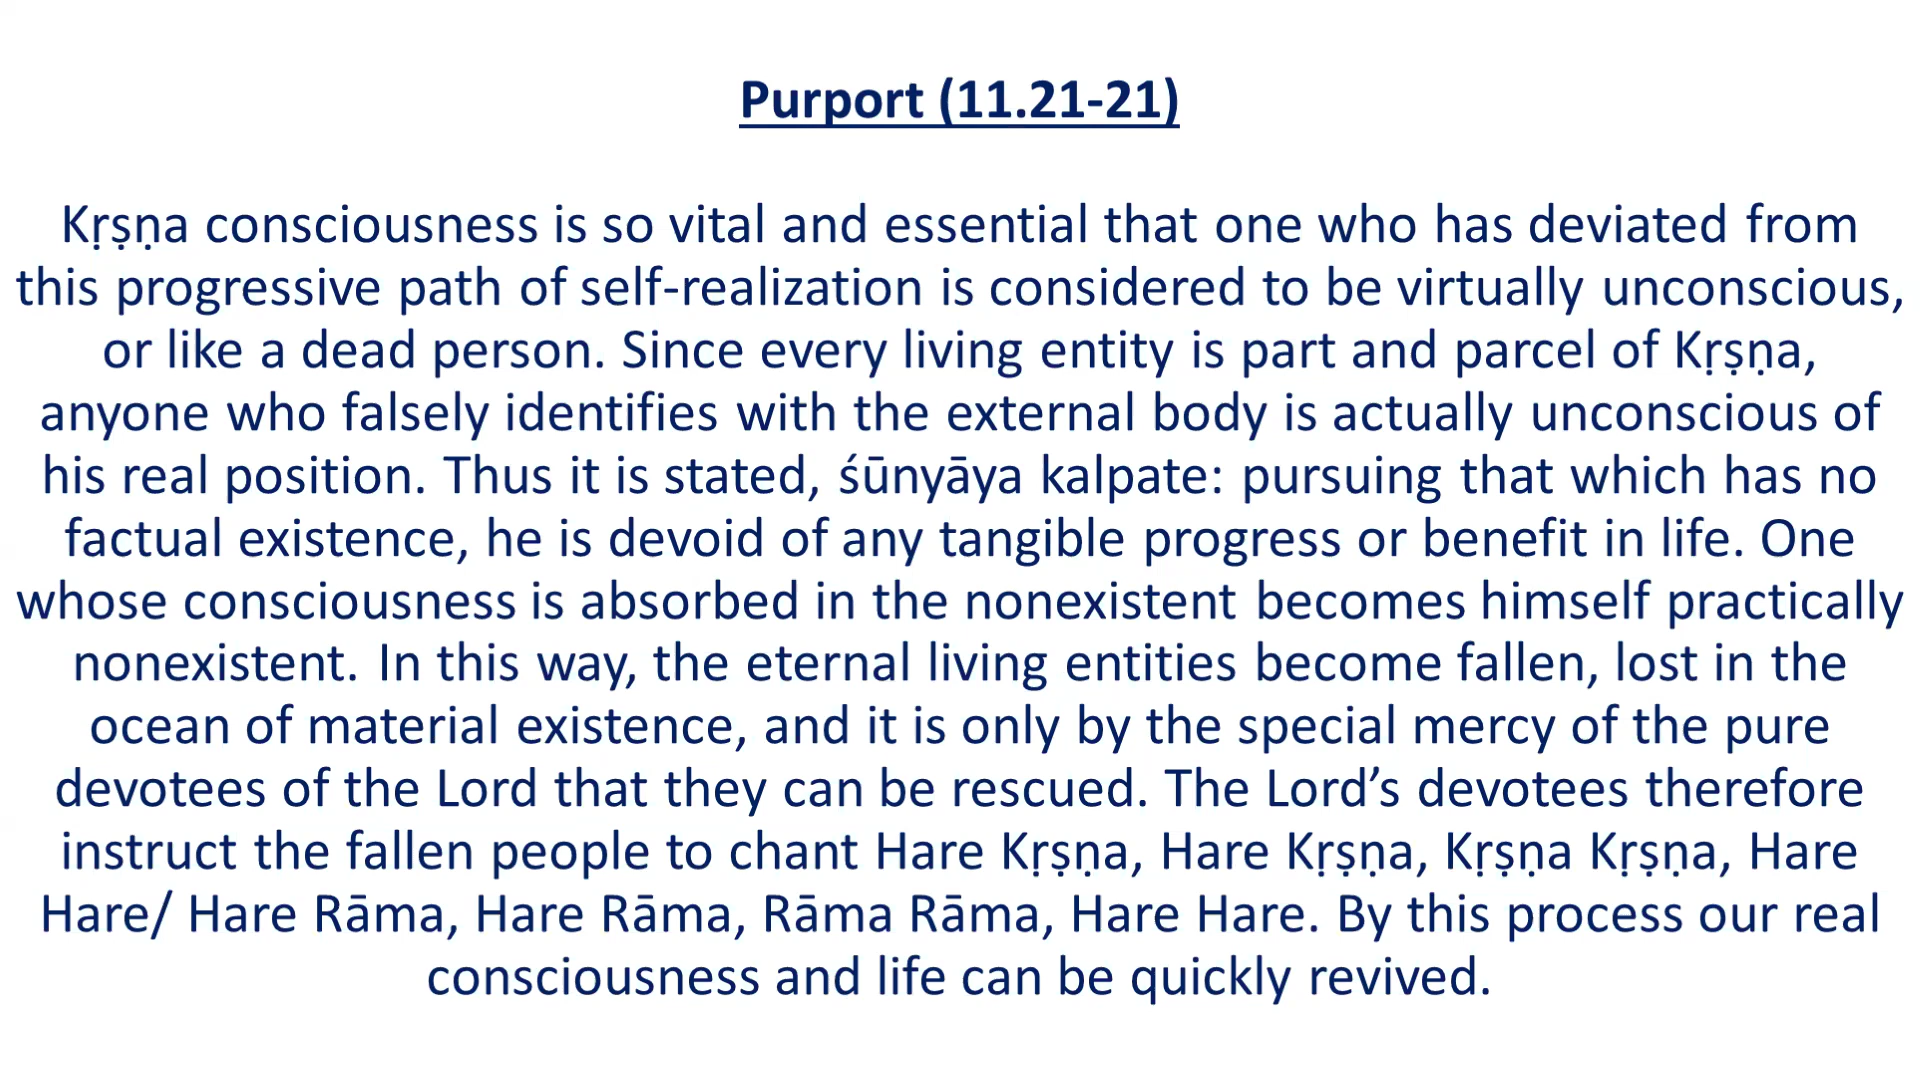 Purport (11.21-21)
Kṛṣṇa consciousness is so vital and essential that one who has deviated from
this progressive path of self-realization is considered to be virtually unconscious,
or like a dead person. Since every living entity is part and parcel of Kṛṣṇa,
anyone who falsely identifies with the external body is actually unconscious of
his real position. Thus it is stated, śūnyāya kalpate: pursuing that which has no
factual existence, he is devoid of any tangible progress or benefit in life. One
whose consciousness is absorbed in the nonexistent becomes himself practically
nonexistent. In this way, the eternal living entities become fallen, lost in the
ocean of material existence, and it is only by the special mercy of the pure
devotees of the Lord that they can be rescued. The Lord’s devotees therefore
instruct the fallen people to chant Hare Kṛṣṇa, Hare Kṛṣṇa, Kṛṣṇa Kṛṣṇa, Hare
Hare/ Hare Rāma, Hare Rāma, Rāma Rāma, Hare Hare. By this process our real
consciousness and life can be quickly revived.